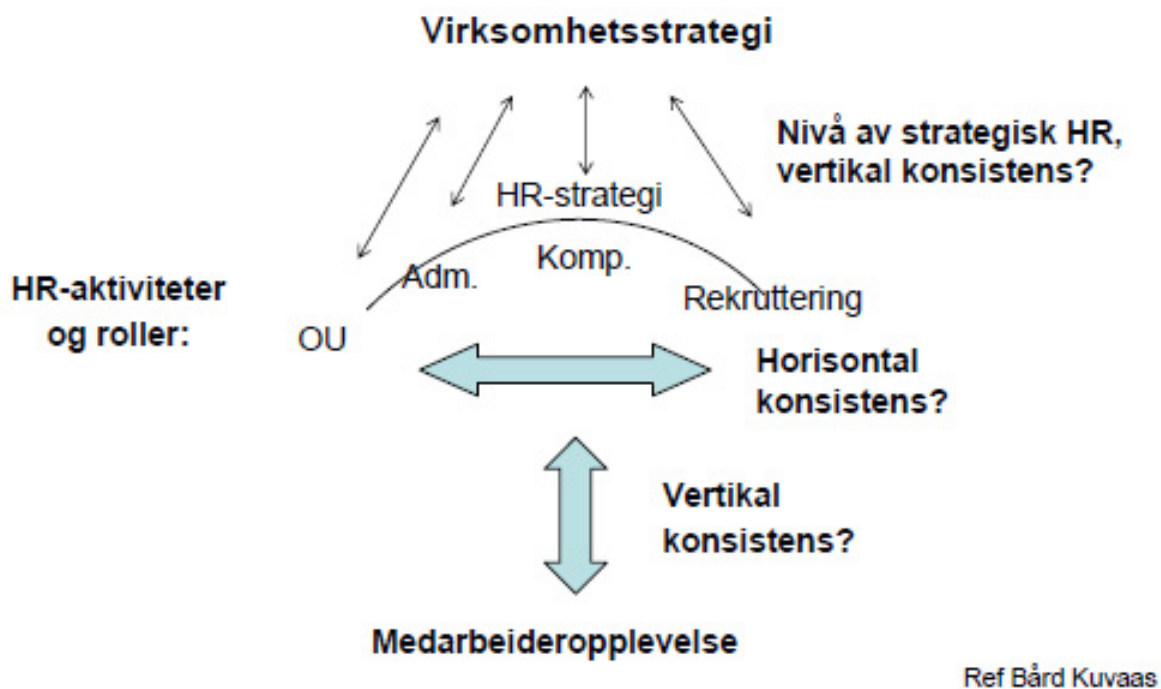 Virksomhetsstrategi
Nivå av strategisk HR,
vertikal konsistens?
HR-strategi
Adm.
Komp.
Rekruttering
HR-aktiviteter
og roller:
OU
Horisontal
konsistens?
Vertikal
konsistens?
Medarbeideropplevelse
Ref Bård Kuvaas